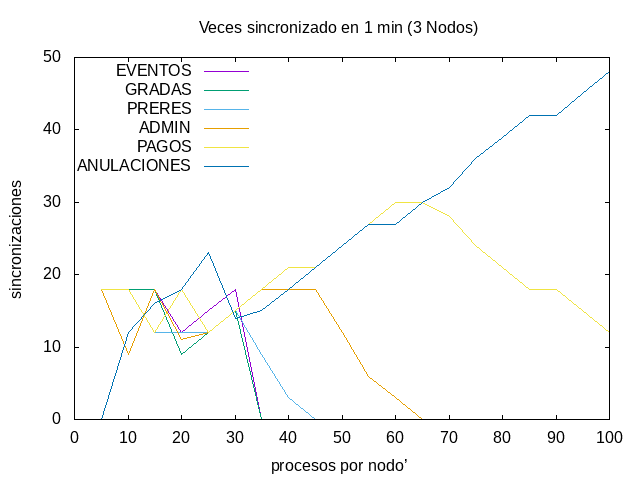 Veces sincronizado en 1 min (3 Nodos)
50
40
30
20
10
0
sincronizaciones
EVENTOS
GRADAS
PRERES
ADMIN
PAGOS
ANULACIONES
0 10 20 30 40 50 60 70 80 90 100
procesos por nodo’